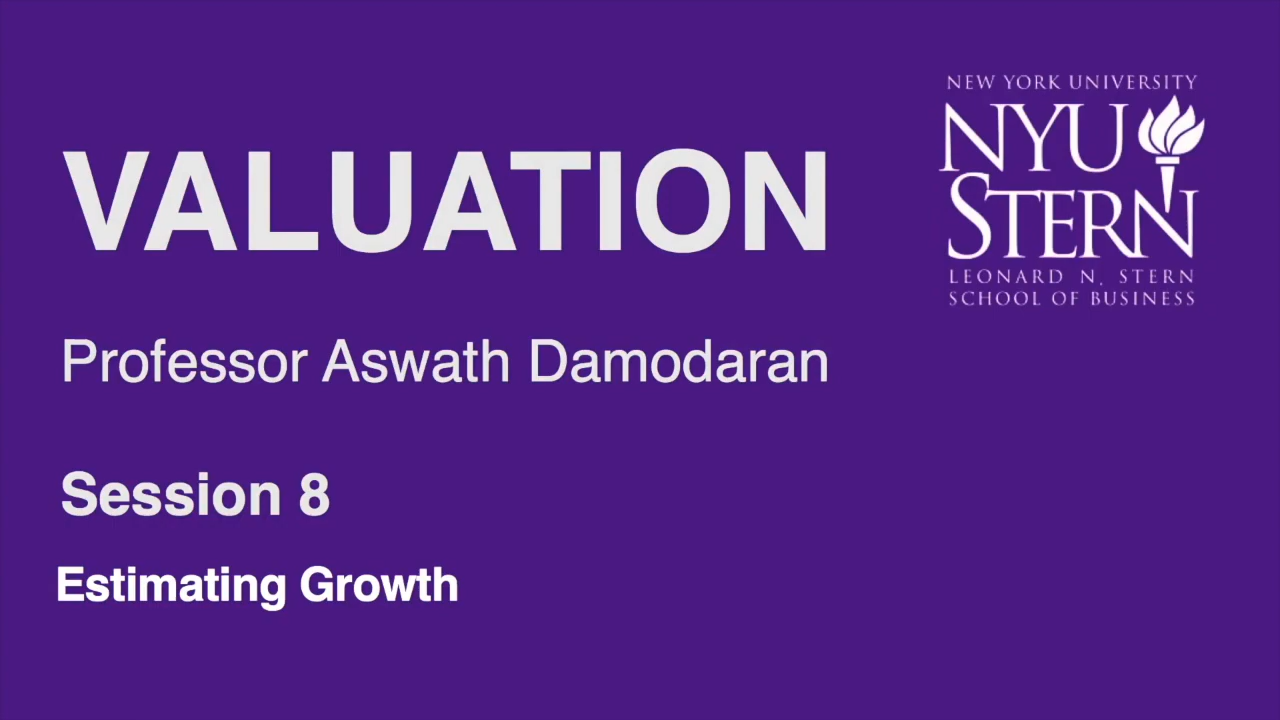 VALUATION
Professor Aswath Damodaran
Session 8
Estimating Growth
NEW YORK UNIVERSITY
NYU
STERN
LEONARD N. STERN
SCHOOL OF BUSINESS